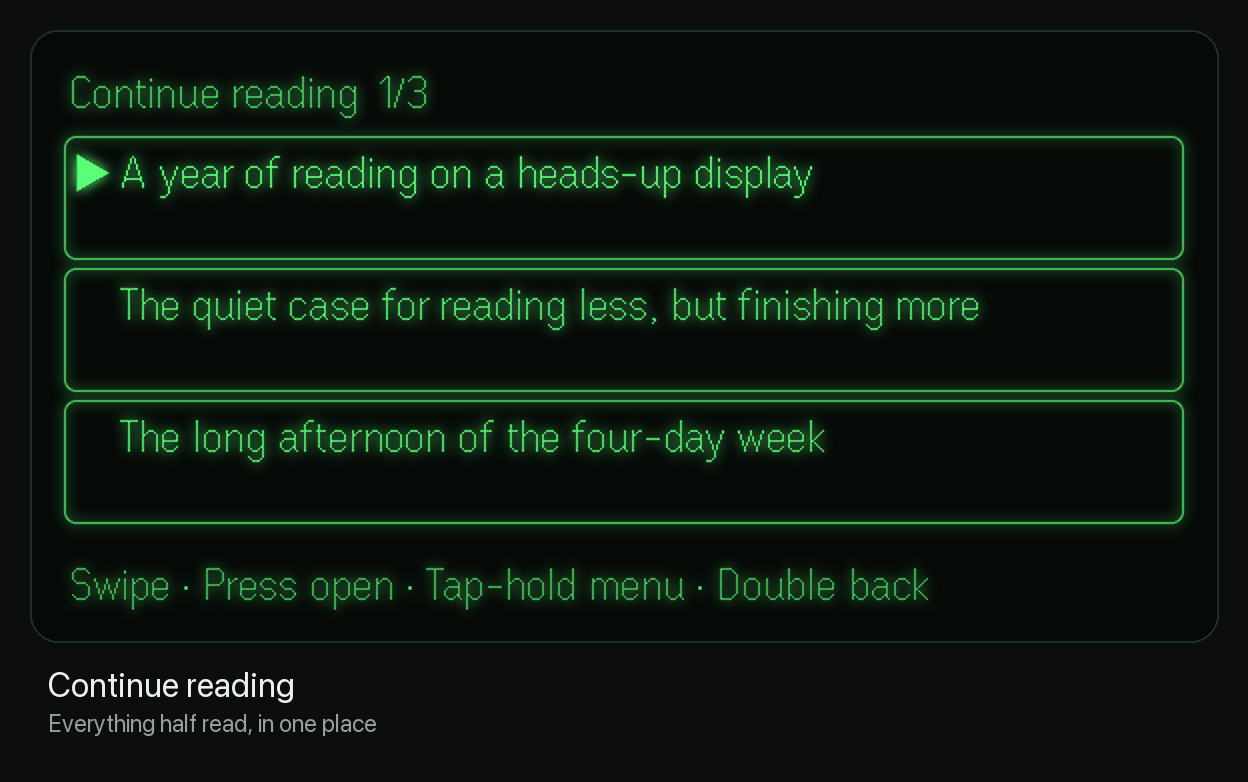 Continue reading 1/3
▶ A year of reading on a heads-up display
The quiet case for reading less, but finishing more
The long afternoon of the four-day week
Swipe · Press open · Tap-hold menu · Double back
Continue reading
Everything half read, in one place